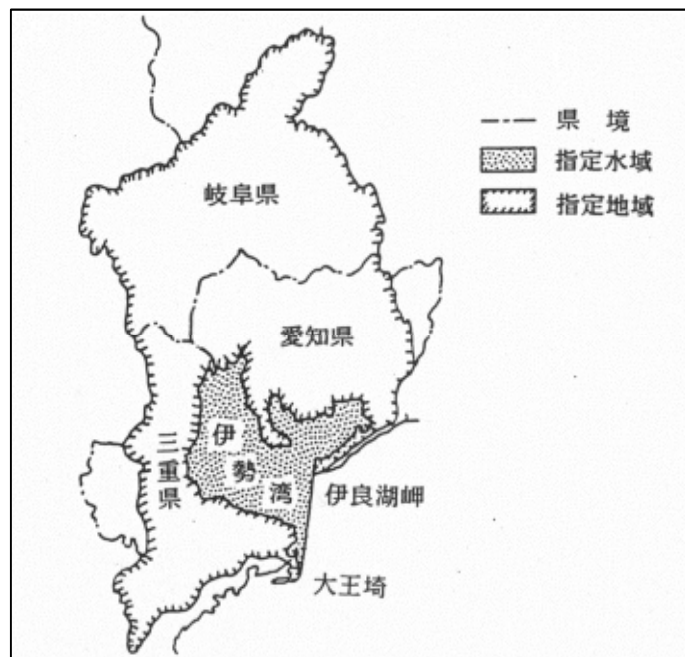 県境
指定水域
指定地域
岐阜県
愛知県
三重県
伊勢湾
伊良湖岬
大王埼